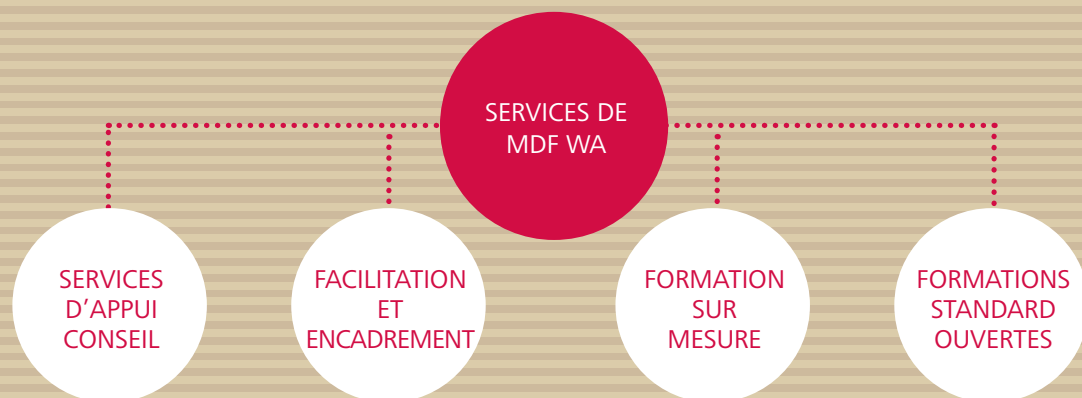 SERVICES DE
MDF WA
SERVICES
D’APPUI
CONSEIL
FACILITATION
ET
ENCADREMENT
FORMATION
SUR
MESURE
FORMATIONS
STANDARD
OUVERTES